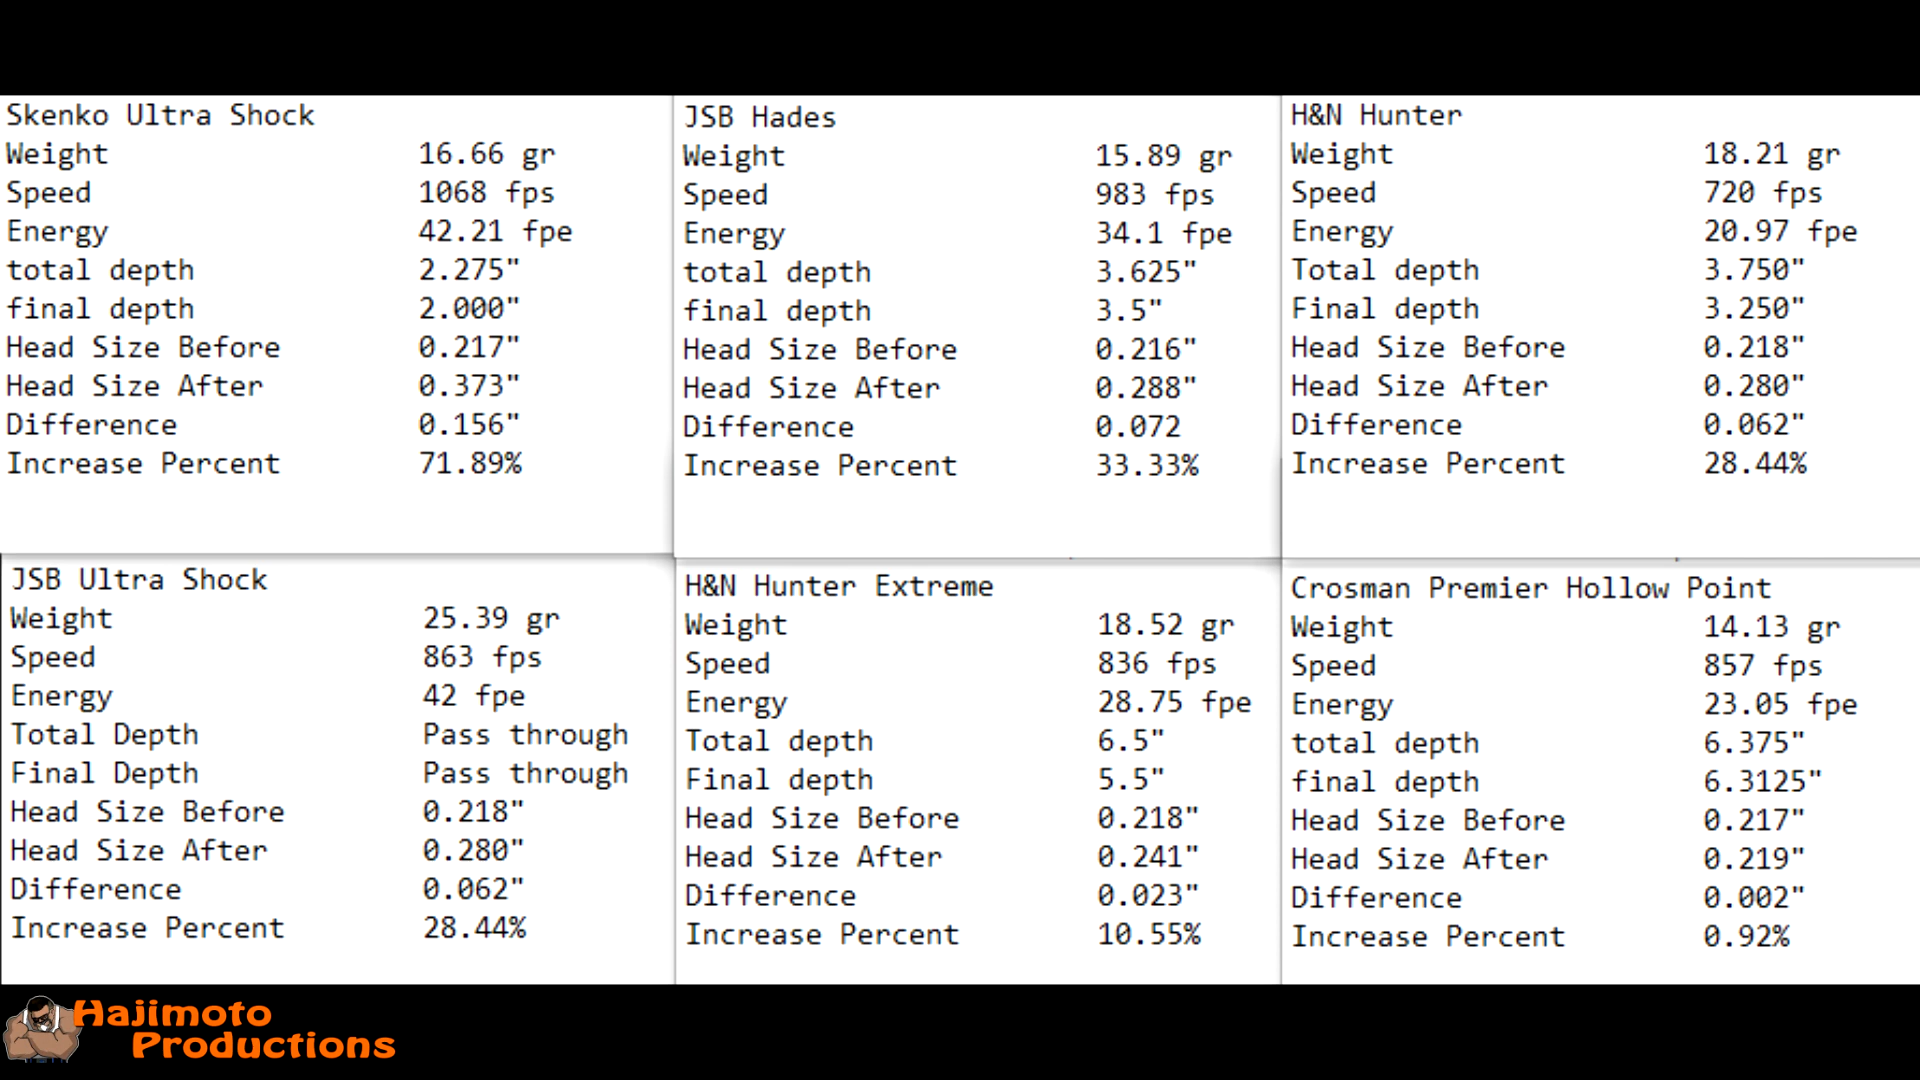 Skenko Ultra Shock
Weight 16.66 gr
Speed 1068 fps
Energy 42.21 fpe
total depth 2.275"
final depth 2.000"
Head Size Before 0.217"
Head Size After 0.373"
Difference 0.156"
Increase Percent 71.89%
JSB Hades
Weight 15.89 gr
Speed 983 fps
Energy 34.1 fpe
total depth 3.625"
final depth 3.5"
Head Size Before 0.216"
Head Size After 0.288"
Difference 0.072
Increase Percent 33.33%
H&N Hunter
Weight 18.21 gr
Speed 720 fps
Energy 20.97 fpe
Total depth 3.750"
Final depth 3.250"
Head Size Before 0.218"
Head Size After 0.280"
Difference 0.062"
Increase Percent 28.44%
JSB Ultra Shock
Weight 25.39 gr
Speed 863 fps
Energy 42 fpe
Total Depth Pass through
Final Depth Pass through
Head Size Before 0.218"
Head Size After 0.280"
Difference 0.062"
Increase Percent 28.44%
H&N Hunter Extreme
Weight 18.52 gr
Speed 836 fps
Energy 28.75 fpe
Total depth 6.5"
Final depth 5.5"
Head Size Before 0.218"
Head Size After 0.241"
Difference 0.023"
Increase Percent 10.55%
Crosman Premier Hollow Point
Weight 14.13 gr
Speed 857 fps
Energy 23.05 fpe
total depth 6.375"
final depth 6.3125"
Head Size Before 0.217"
Head Size After 0.219"
Difference 0.002"
Increase Percent 0.92%
Hajimoto
Productions